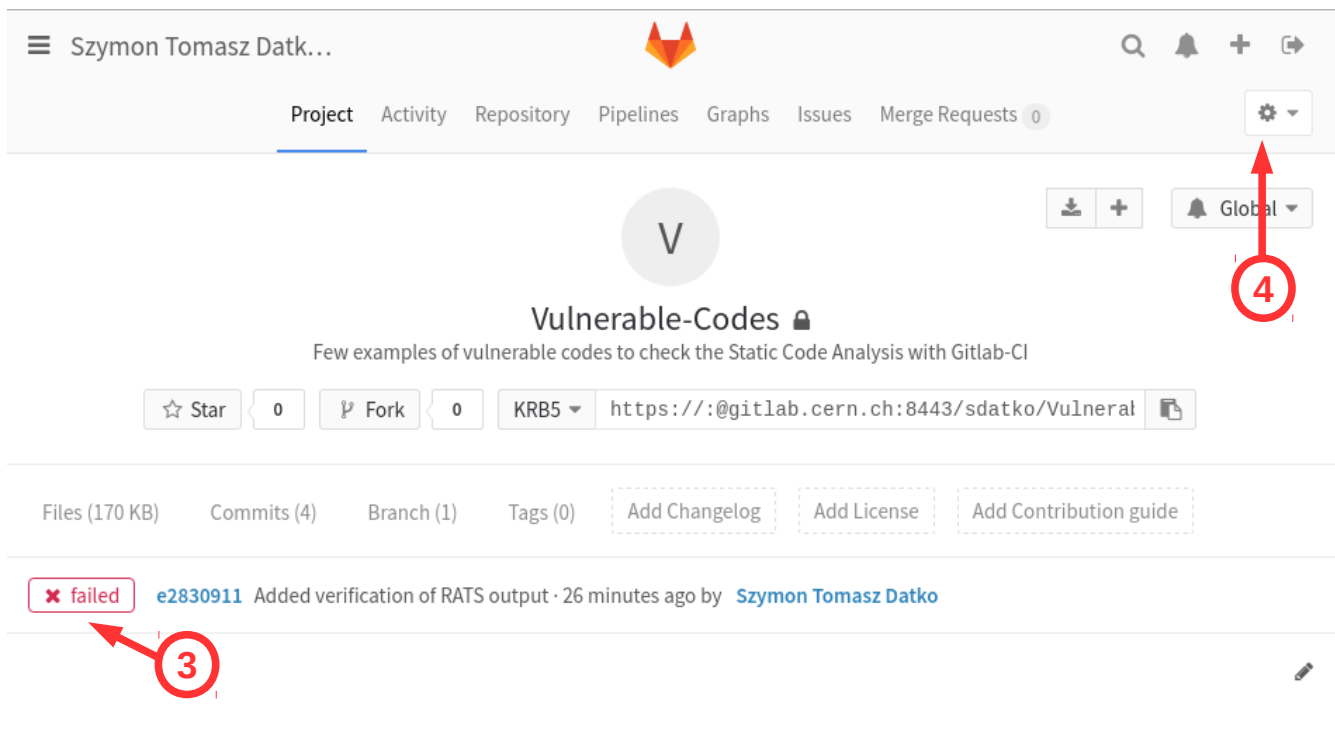 Szymon Tomasz Datk...
Project Activity Repository Pipelines Graphs Issues Merge Requests 0
Global
V
4
Vulnerable-Codes
Few examples of vulnerable codes to check the Static Code Analysis with Gitlab-CI
Star 0 Fork 0 KRB5 https://:@gitlab.cern.ch:8443/sdatko/Vulneral
Files (170 KB) Commits (4) Branch (1) Tags (0) Add Changelog Add License Add Contribution guide
failed e2830911 Added verification of RATS output · 26 minutes ago by Szymon Tomasz Datko
3